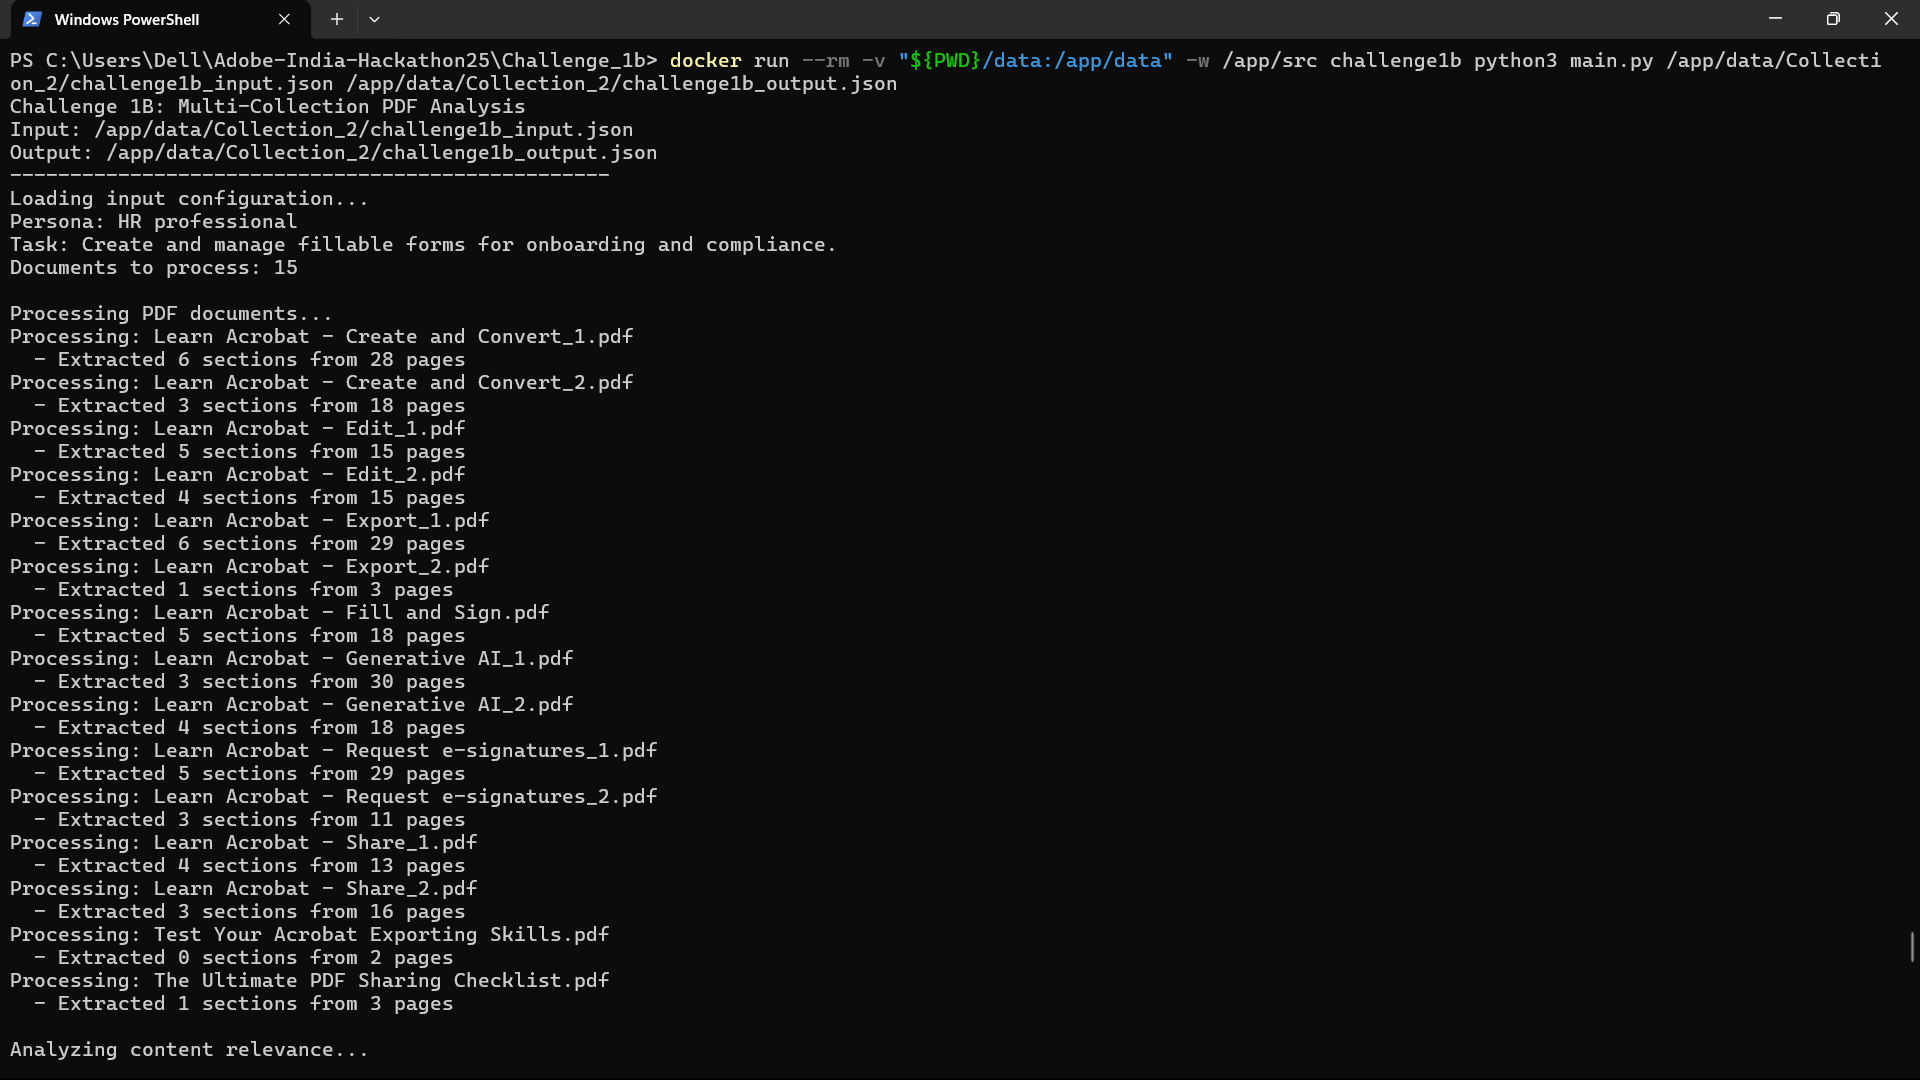 Windows PowerShell
PS C:\Users\Dell\Adobe-India-Hackathon25\Challenge_1b> docker run --rm -v "${PWD}/data:/app/data" -w /app/src challenge1b python3 main.py /app/data/Collecti
on_2/challenge1b_input.json /app/data/Collection_2/challenge1b_output.json
Challenge 1B: Multi-Collection PDF Analysis
Input: /app/data/Collection_2/challenge1b_input.json
Output: /app/data/Collection_2/challenge1b_output.json
--------------------------------------------------
Loading input configuration...
Persona: HR professional
Task: Create and manage fillable forms for onboarding and compliance.
Documents to process: 15

Processing PDF documents...
Processing: Learn Acrobat - Create and Convert_1.pdf
  - Extracted 6 sections from 28 pages
Processing: Learn Acrobat - Create and Convert_2.pdf
  - Extracted 3 sections from 18 pages
Processing: Learn Acrobat - Edit_1.pdf
  - Extracted 5 sections from 15 pages
Processing: Learn Acrobat - Edit_2.pdf
  - Extracted 4 sections from 15 pages
Processing: Learn Acrobat - Export_1.pdf
  - Extracted 6 sections from 29 pages
Processing: Learn Acrobat - Export_2.pdf
  - Extracted 1 sections from 3 pages
Processing: Learn Acrobat - Fill and Sign.pdf
  - Extracted 5 sections from 18 pages
Processing: Learn Acrobat - Generative AI_1.pdf
  - Extracted 3 sections from 30 pages
Processing: Learn Acrobat - Generative AI_2.pdf
  - Extracted 4 sections from 18 pages
Processing: Learn Acrobat - Request e-signatures_1.pdf
  - Extracted 5 sections from 29 pages
Processing: Learn Acrobat - Request e-signatures_2.pdf
  - Extracted 3 sections from 11 pages
Processing: Learn Acrobat - Share_1.pdf
  - Extracted 4 sections from 13 pages
Processing: Learn Acrobat - Share_2.pdf
  - Extracted 3 sections from 16 pages
Processing: Test Your Acrobat Exporting Skills.pdf
  - Extracted 0 sections from 2 pages
Processing: The Ultimate PDF Sharing Checklist.pdf
  - Extracted 1 sections from 3 pages

Analyzing content relevance...